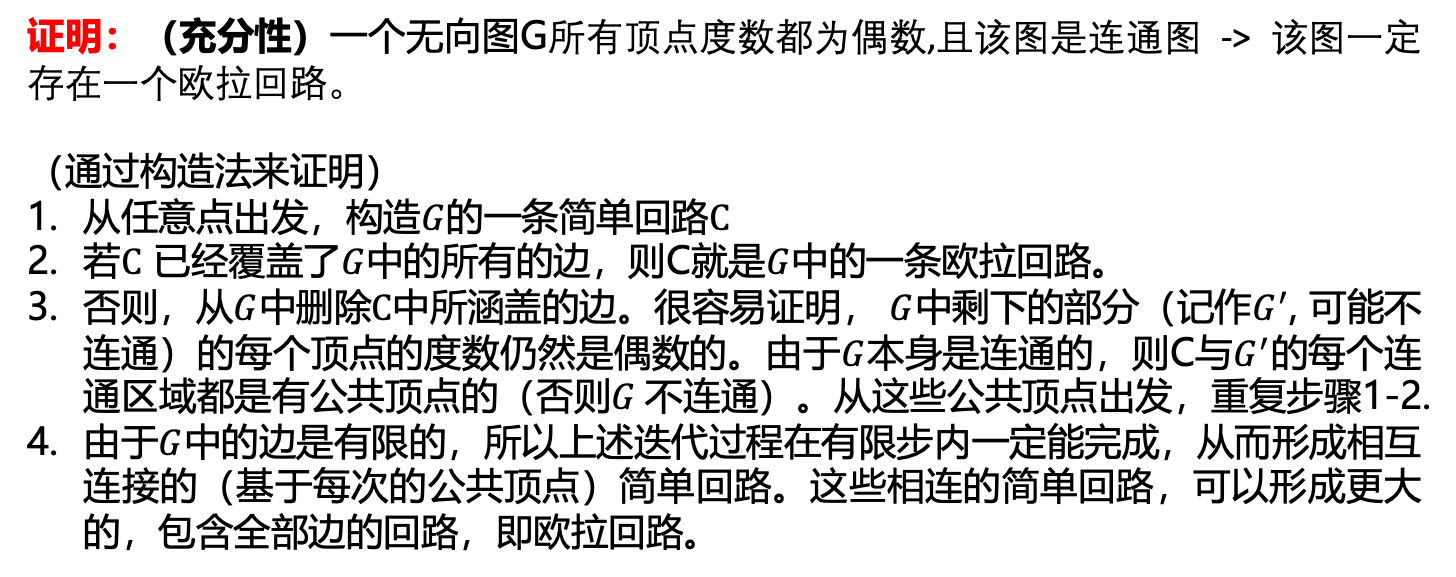 证明：（充分性）一个无向图G所有顶点度数都为偶数,且该图是连通图 -> 该图一定
存在一个欧拉回路。
（通过构造法来证明）
1. 从任意点出发，构造G的一条简单回路C
2. 若C 已经覆盖了G中的所有的边，则C就是G中的一条欧拉回路。
3. 否则，从G中删除C中所涵盖的边。很容易证明， G中剩下的部分（记作G′, 可能不
连通）的每个顶点的度数仍然是偶数的。由于G本身是连通的，则C与G′的每个连
通区域都是有公共顶点的（否则G 不连通）。从这些公共顶点出发，重复步骤1-2.
4. 由于G中的边是有限的，所以上述迭代过程在有限步内一定能完成，从而形成相互
连接的（基于每次的公共顶点）简单回路。这些相连的简单回路，可以形成更大
的，包含全部边的回路，即欧拉回路。